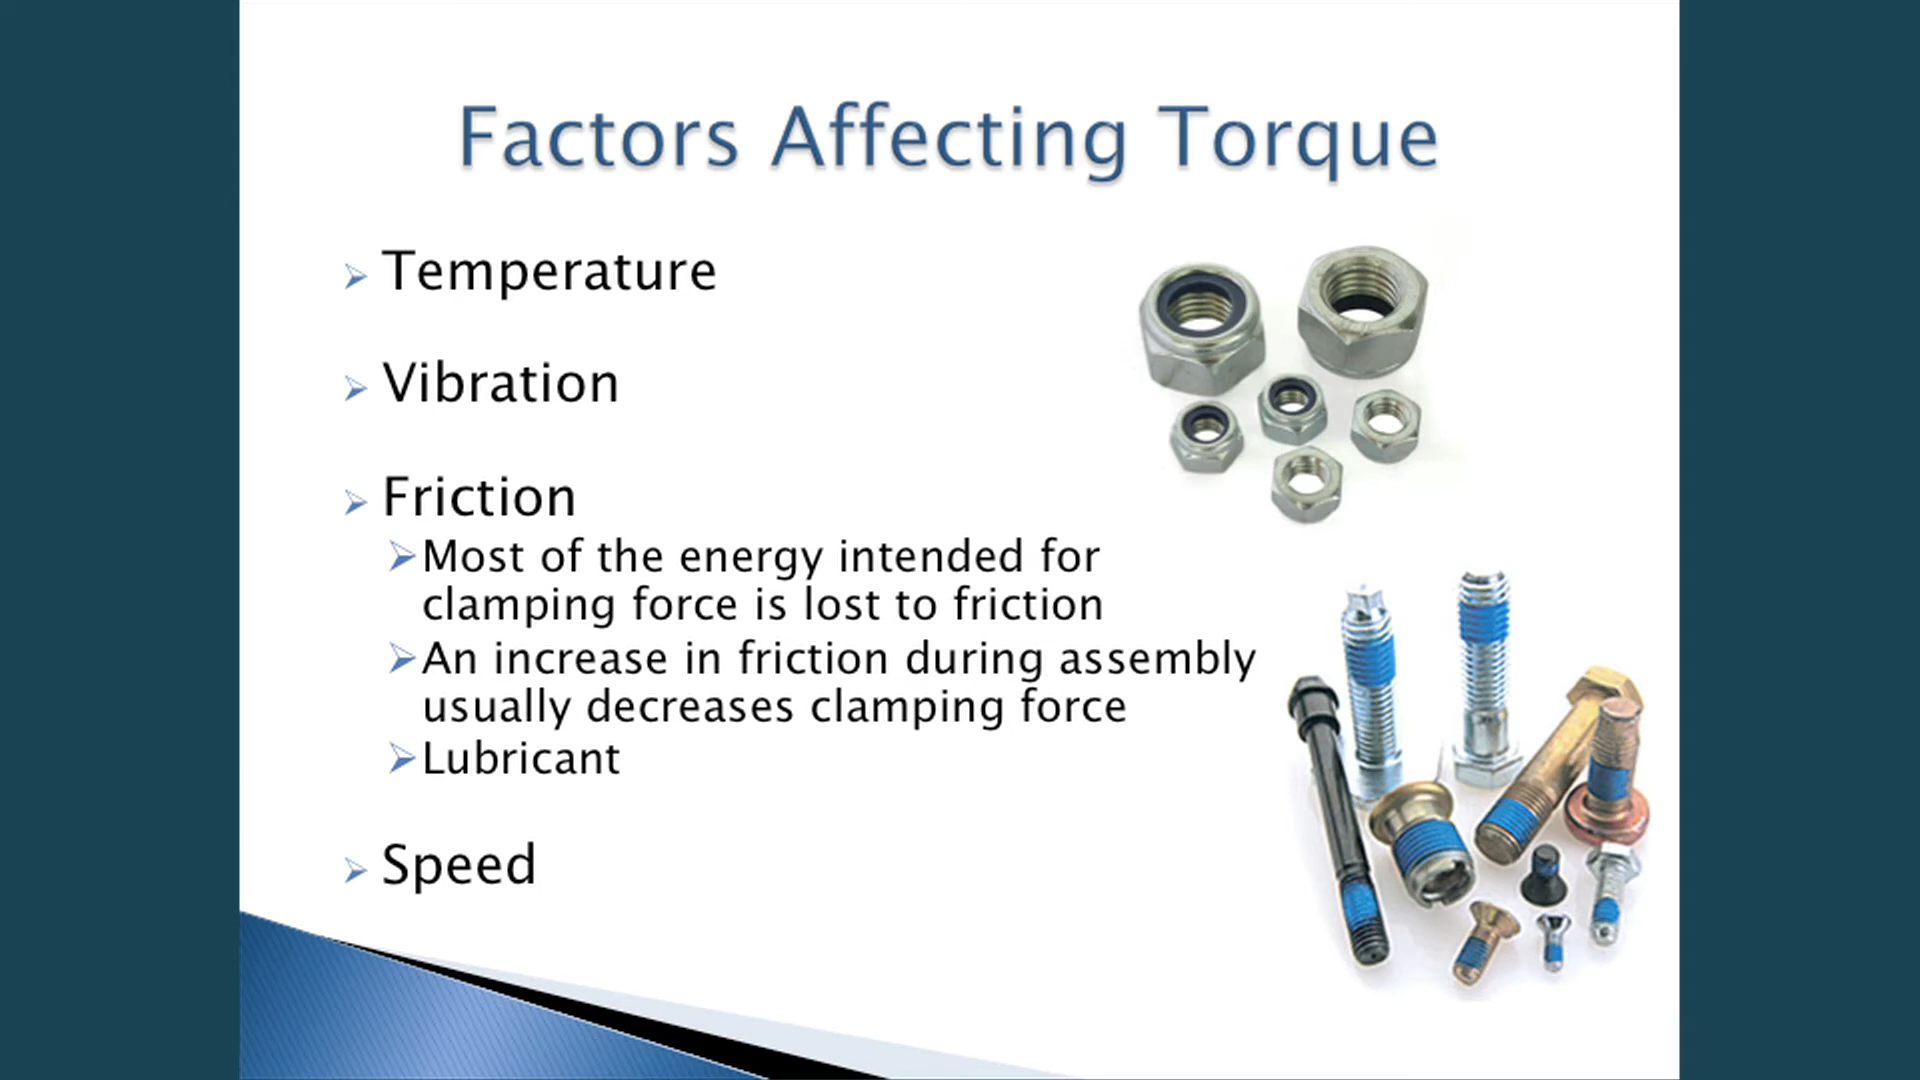 Factors Affecting Torque
Temperature
Vibration
Friction
Most of the energy intended for
clamping force is lost to friction
An increase in friction during assembly
usually decreases clamping force
Lubricant
Speed